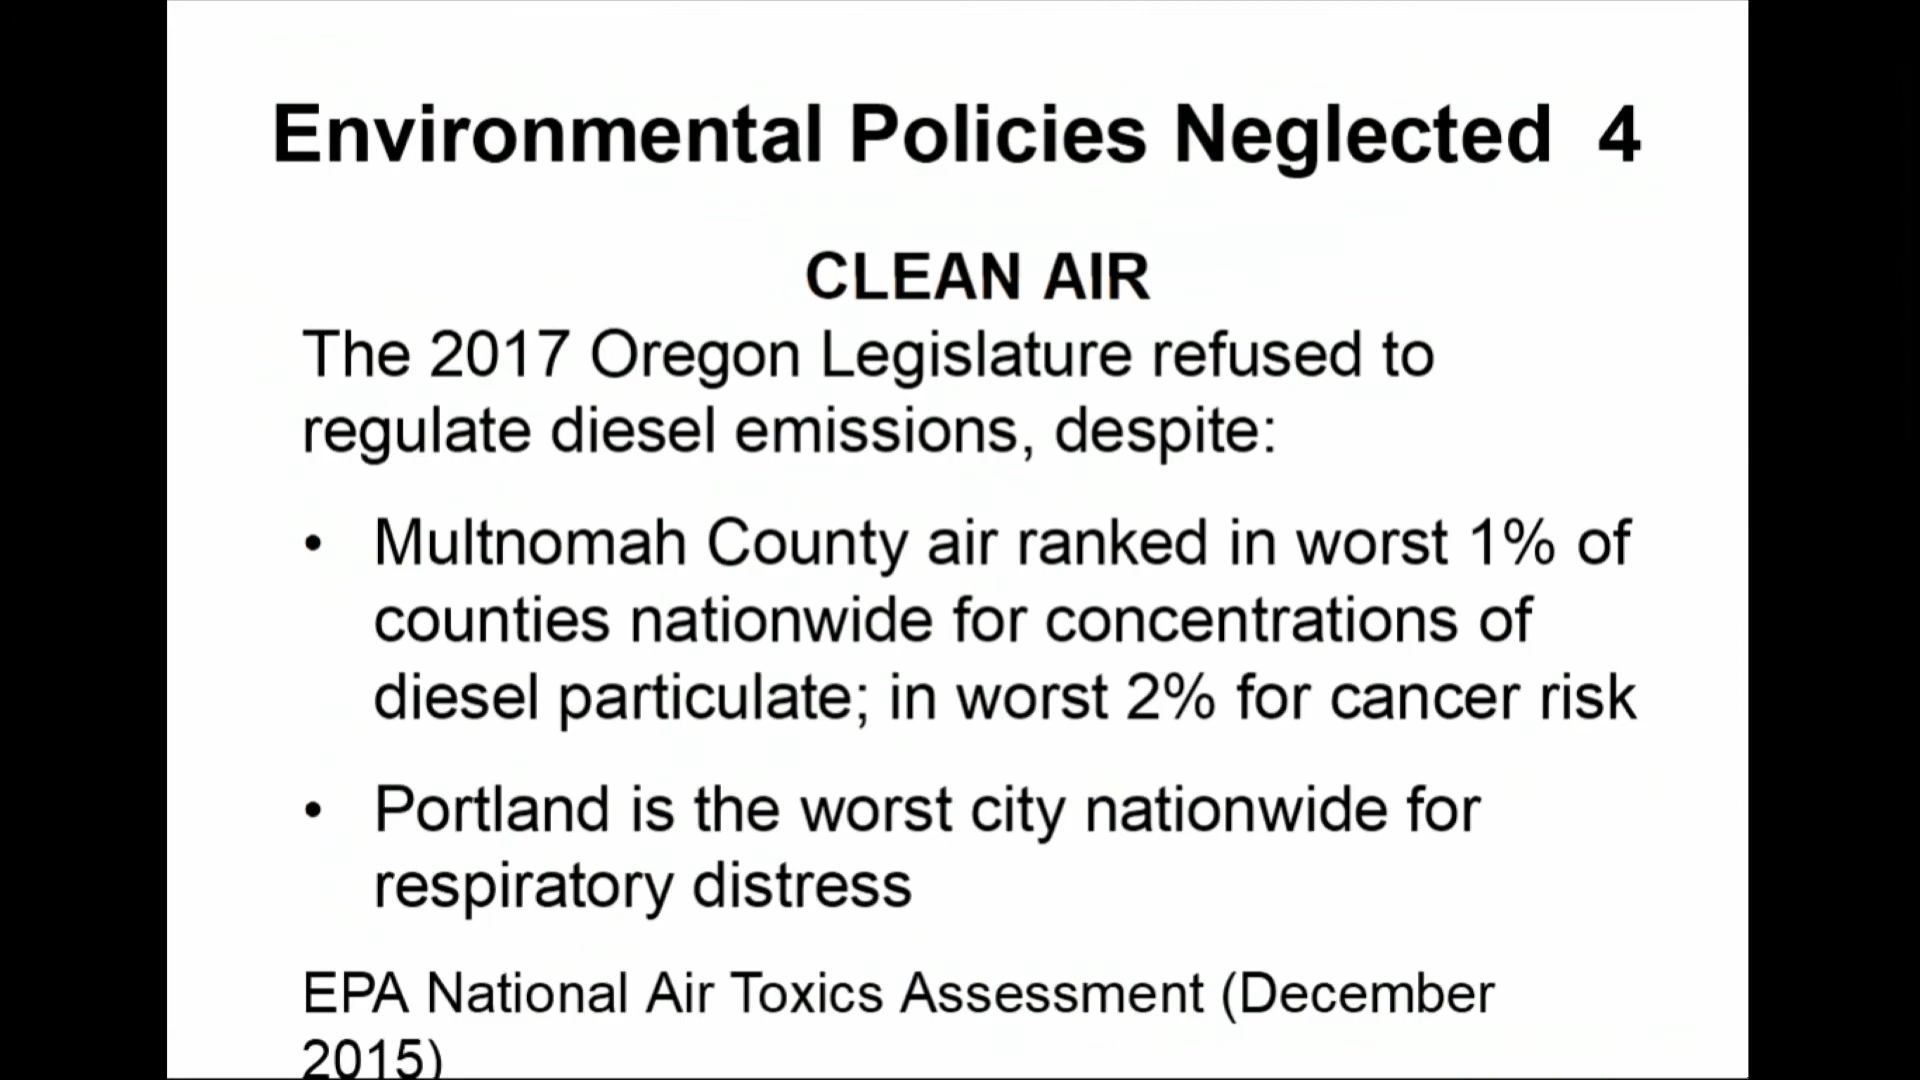 Environmental Policies Neglected 4
CLEAN AIR
The 2017 Oregon Legislature refused to
regulate diesel emissions, despite:
• Multnomah County air ranked in worst 1% of
counties nationwide for concentrations of
diesel particulate; in worst 2% for cancer risk
• Portland is the worst city nationwide for
respiratory distress
EPA National Air Toxics Assessment (December
2015)